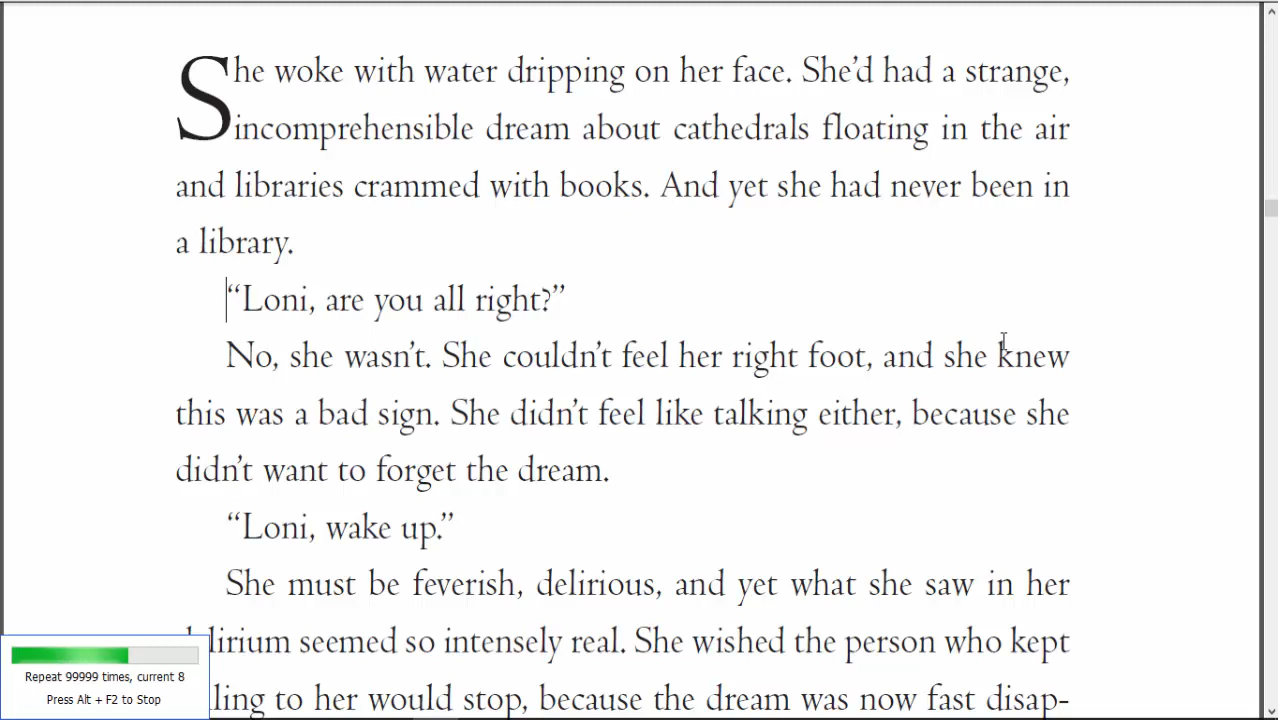 She woke with water dripping on her face. She’d had a strange,
incomprehensible dream about cathedrals floating in the air
and libraries crammed with books. And yet she had never been in
a library.
“Loni, are you all right?”
No, she wasn’t. She couldn’t feel her right foot, and she knew
this was a bad sign. She didn’t feel like talking either, because she
didn’t want to forget the dream.
“Loni, wake up.”
She must be feverish, delirious, and yet what she saw in her
lirium seemed so intensely real. She wished the person who kept
ling to her would stop, because the dream was now fast disap-
Repeat 99999 times, current 8
Press Alt + F2 to Stop